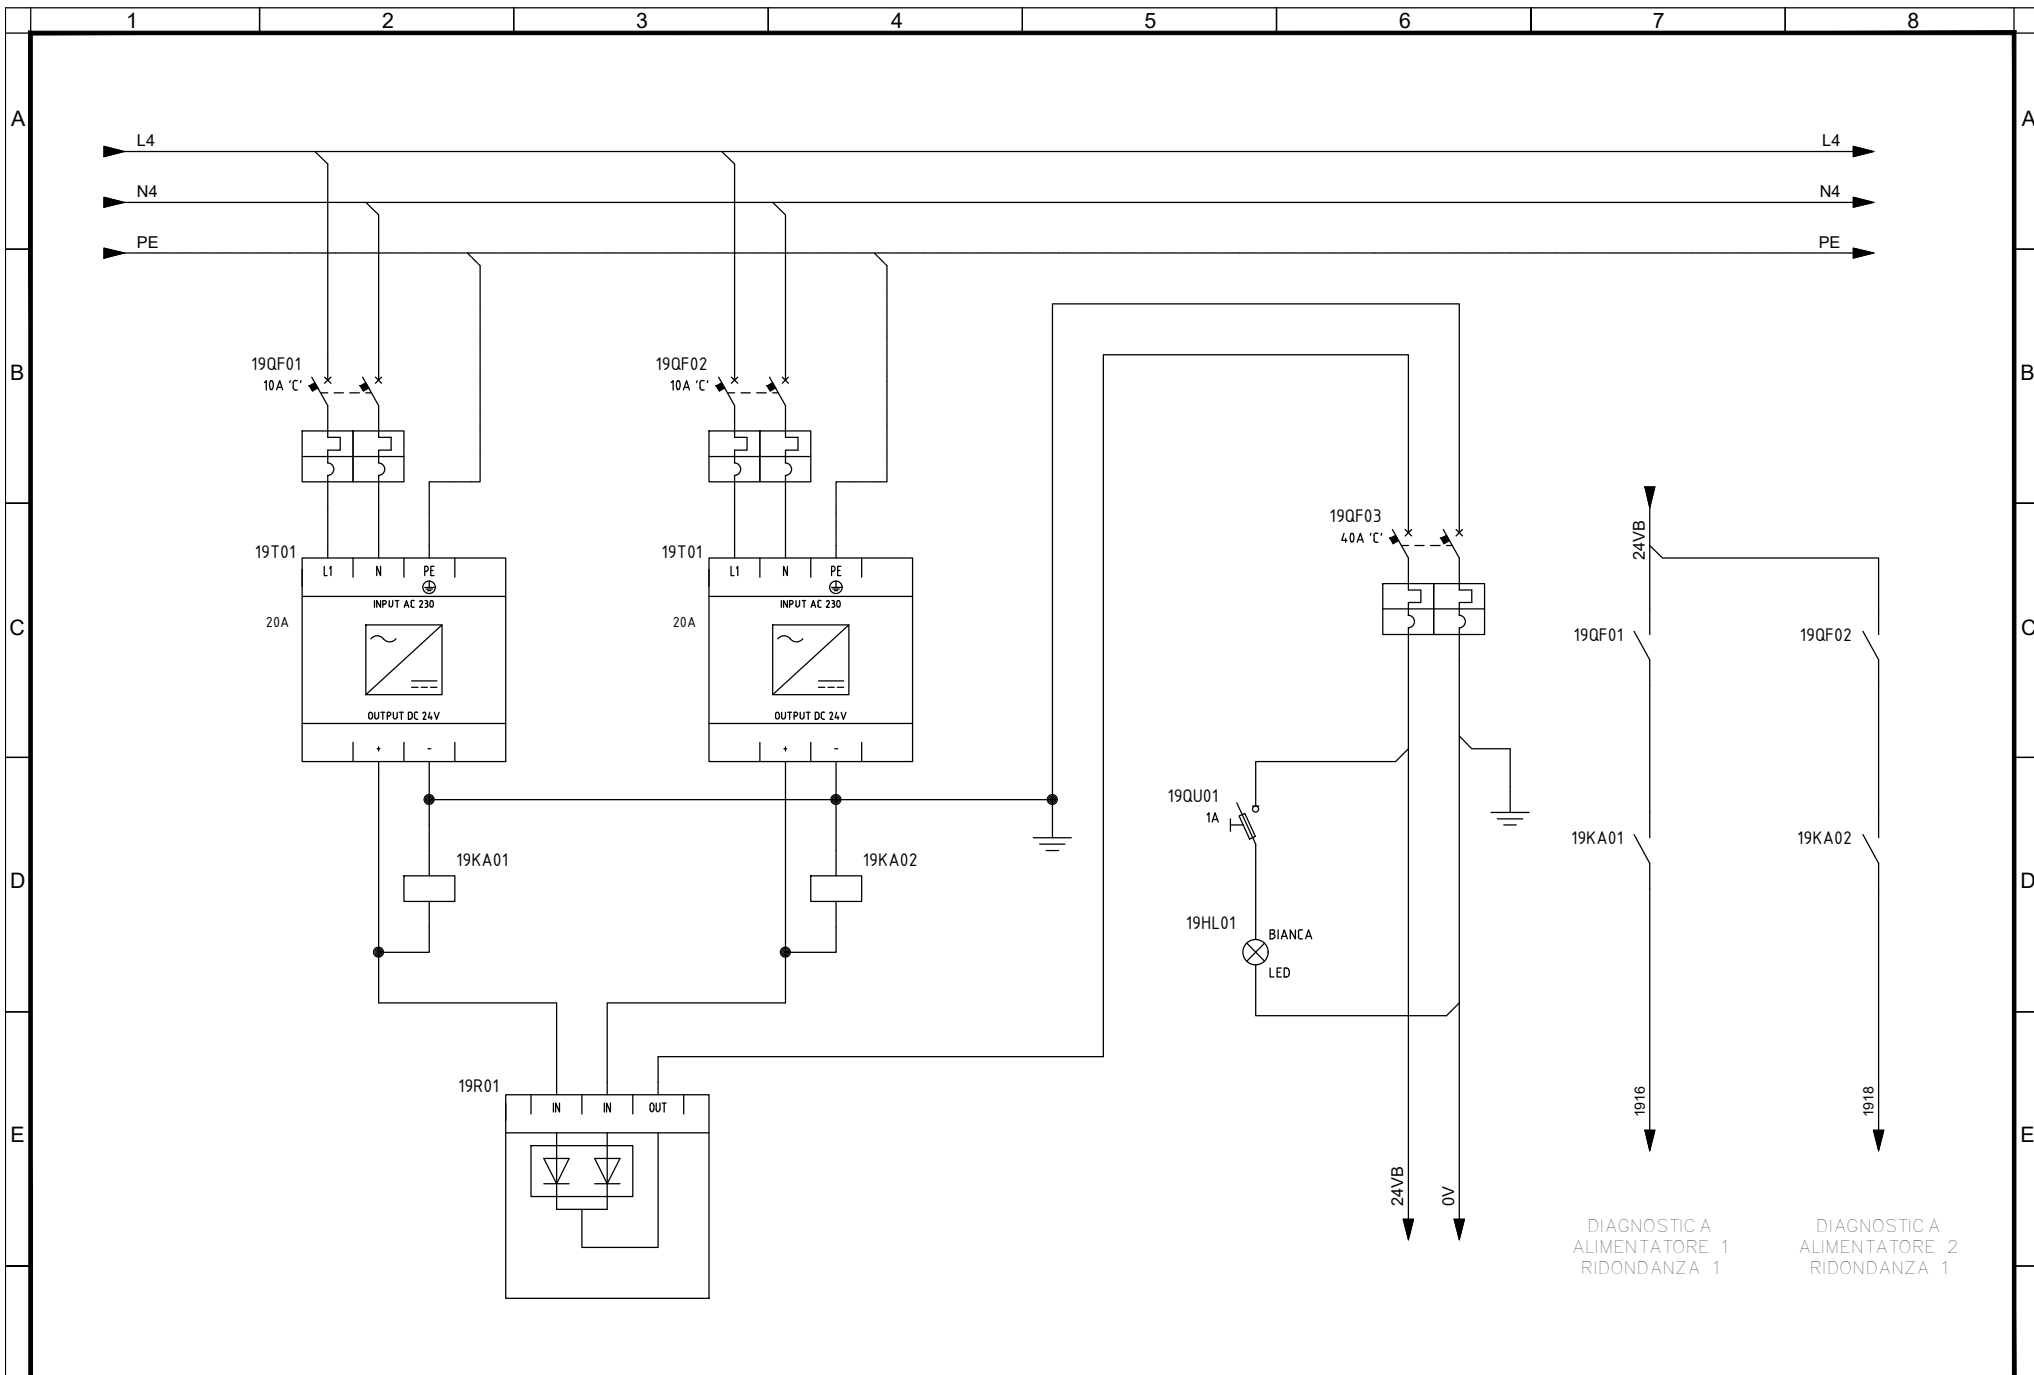 1 2 3 4 5 6 7 8
A A
L4 L4
N4 N4
PE PE
B B
19QF01 19QF02
10A 'C' 10A 'C'
19QF03
40A 'C'
24VB
19T01 19T01
L1 N PE L1 N PE
INPUT AC 230 INPUT AC 230
C C
20A 20A
19QF01 19QF02
OUTPUT DC 24V OUTPUT DC 24V
+ - + -
19QU01
1A
19KA01 19KA02
19KA01 19KA02
D D
19HL01
BIANCA
LED
19R01
IN IN OUT
1916 1918
E E
24VB 0V
DIAGNOSTICA
ALIMENTATORE 1
RIDONDANZA 1
DIAGNOSTICA
ALIMENTATORE 2
RIDONDANZA 1